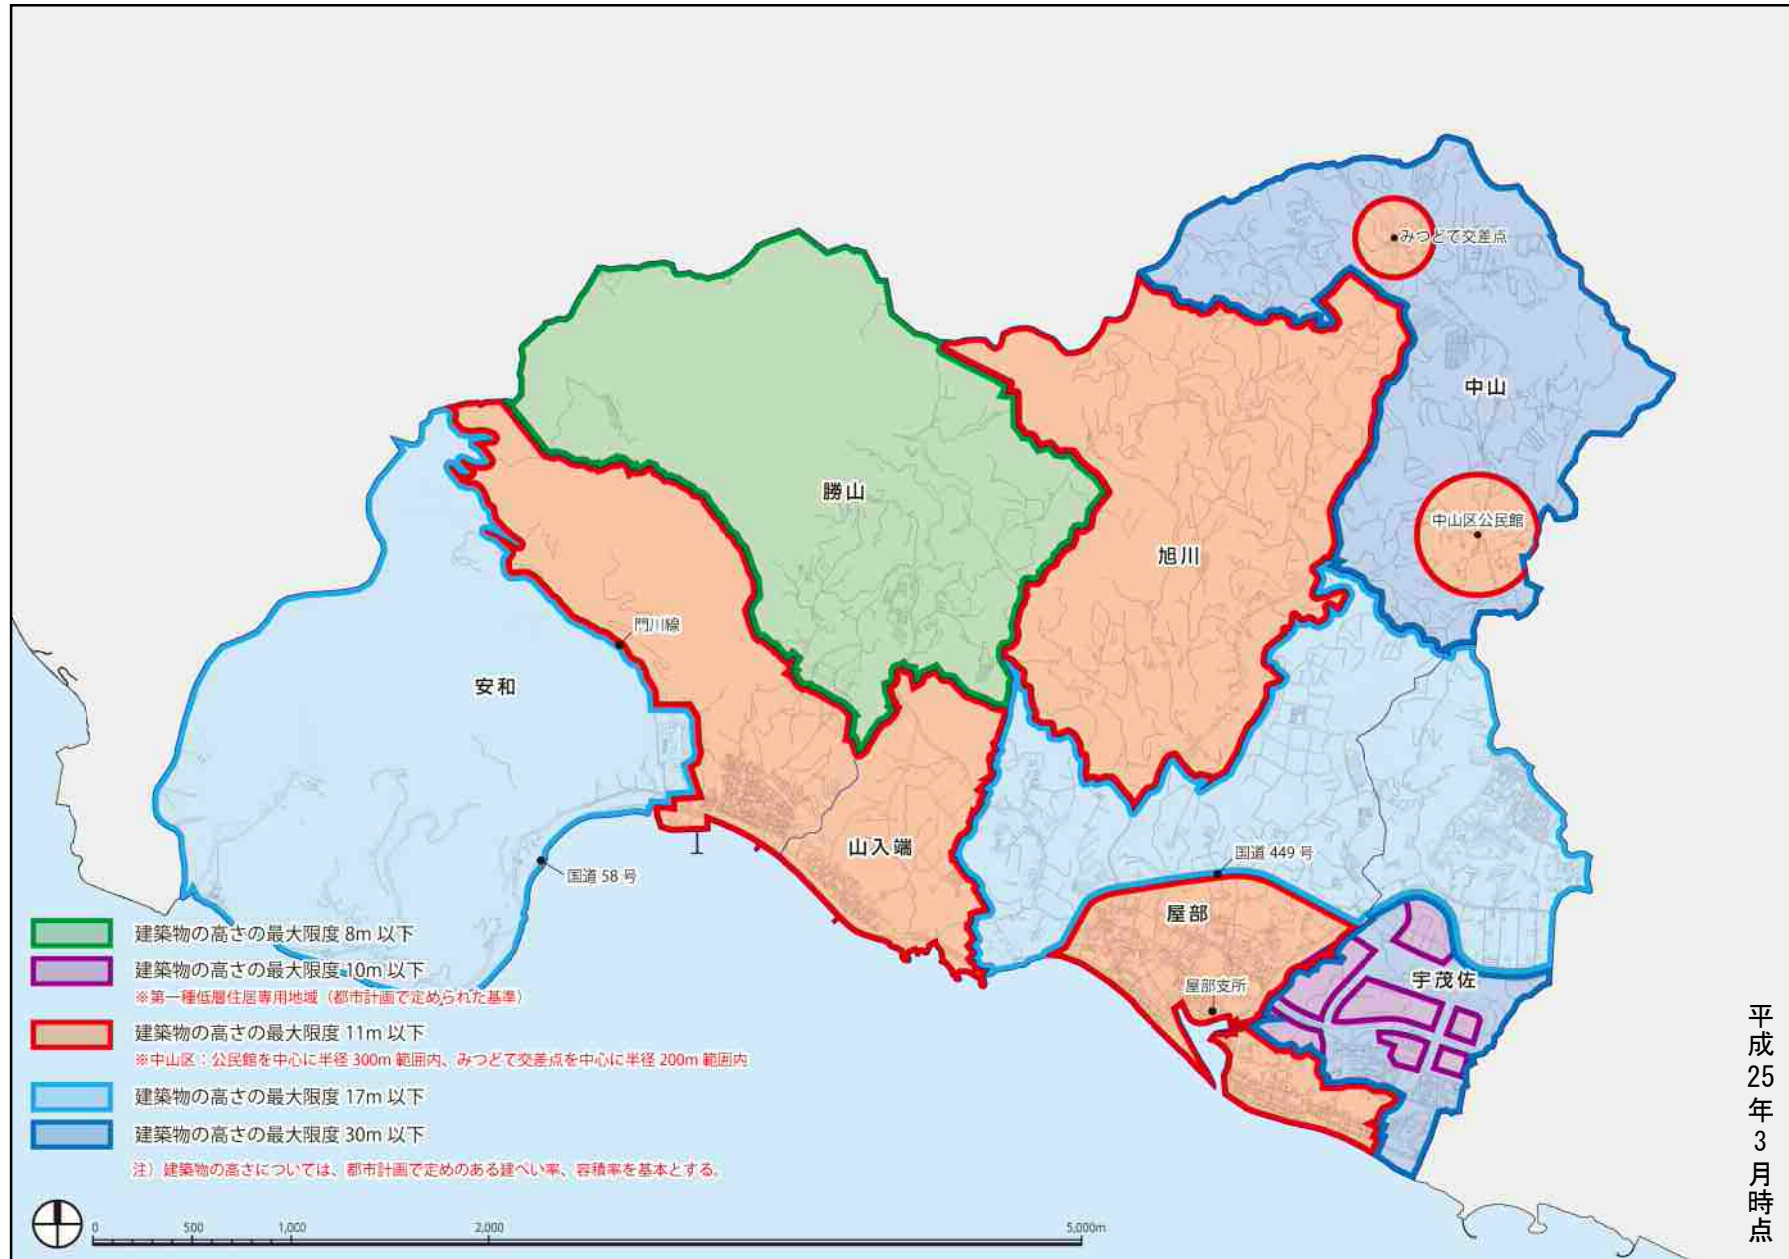 みつどて交差点
中山
中山区公民館
勝山
旭川
門川線
安和
山入端
国道 449 号
国道 58 号
屋部
宇茂佐
屋部支所
建築物の高さの最大限度 8m 以下
建築物の高さの最大限度 10m 以下
※第一種低層住居専用地域（都市計画で定められた基準）
建築物の高さの最大限度 11m 以下
※中山区：公民館を中心に半径 300m 範囲内、みつどて交差点を中心に半径 200m 範囲内
建築物の高さの最大限度 17m 以下
建築物の高さの最大限度 30m 以下
注）建築物の高さについては、都市計画で定めのある建ぺい率、容積率を基本とする。
0 500 1,000 2,000 5,000m
平成25年3月時点